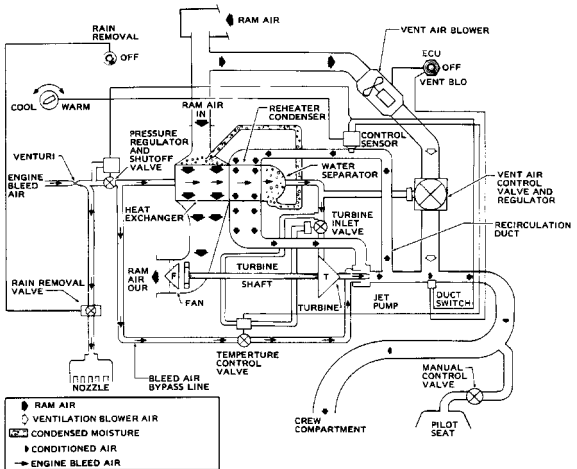 RAM AIR
RAIN
REMOVAL
OFF
VENT AIR BLOWER
ECU
OFF
VENT BLO
COOL
WARM
RAM AIR
IN
REHEATER
CONDENSER
PRESSURE
REGULATOR
AND
SHUTOFF
VALVE
CONTROL
SENSOR
WATER
SEPARATOR
VENTURI
ENGINE
BLEED
AIR
VENT AIR
CONTROL
VALVE AND
REGULATOR
HEAT
EXCHANGER
TURBINE
INLET
VALVE
RECIRCULATION
DUCT
RAM
AIR
OUR
F
FAN
TURBINE
SHAFT
T
TURBINE
JET
PUMP
DUCT
SWITCH
RAIN REMOVAL
VALVE
TEMPERTURE
CONTROL
VALVE
BLEED AIR
BYPASS LINE
NOZZLE
MANUAL
CONTROL
VALVE
CREW
COMPARTMENT
PILOT
SEAT
RAM AIR
VENTILATION BLOWER AIR
CONDENSED MOISTURE
CONDITIONED AIR
ENGINE BLEED AIR